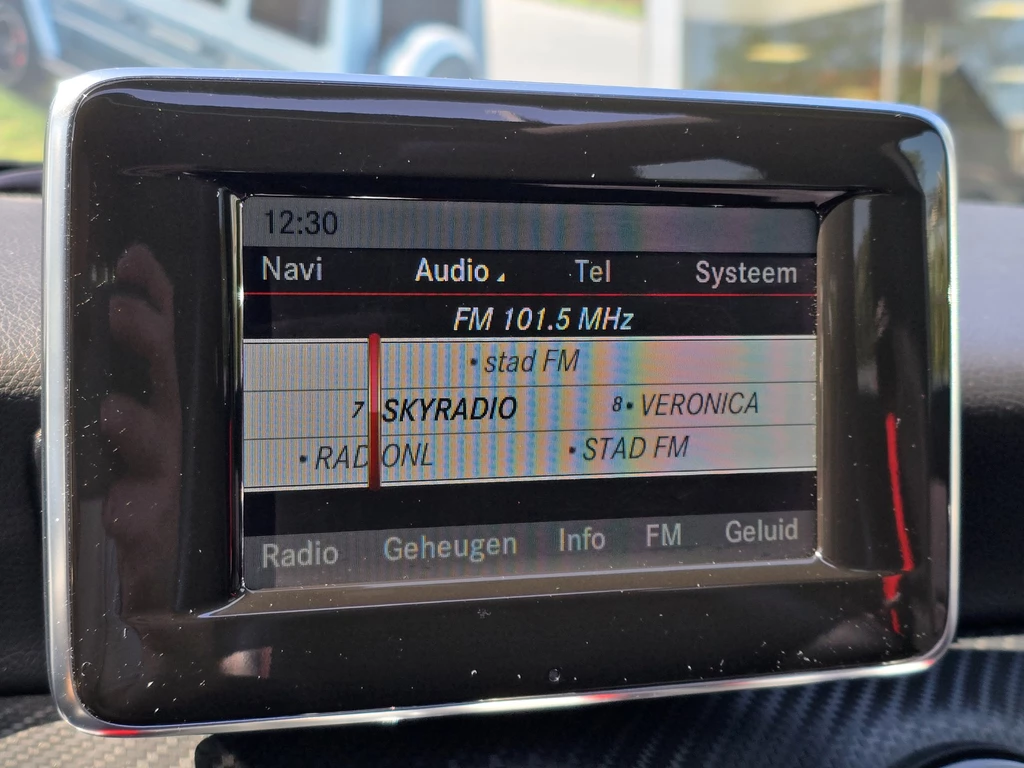 12:30
Navi Audio Tel Systeem
FM 101.5 MHz
• stad FM
7 SKYRADIO 8• VERONICA
• RADIONL • STAD FM
Radio Geheugen Info FM Geluid